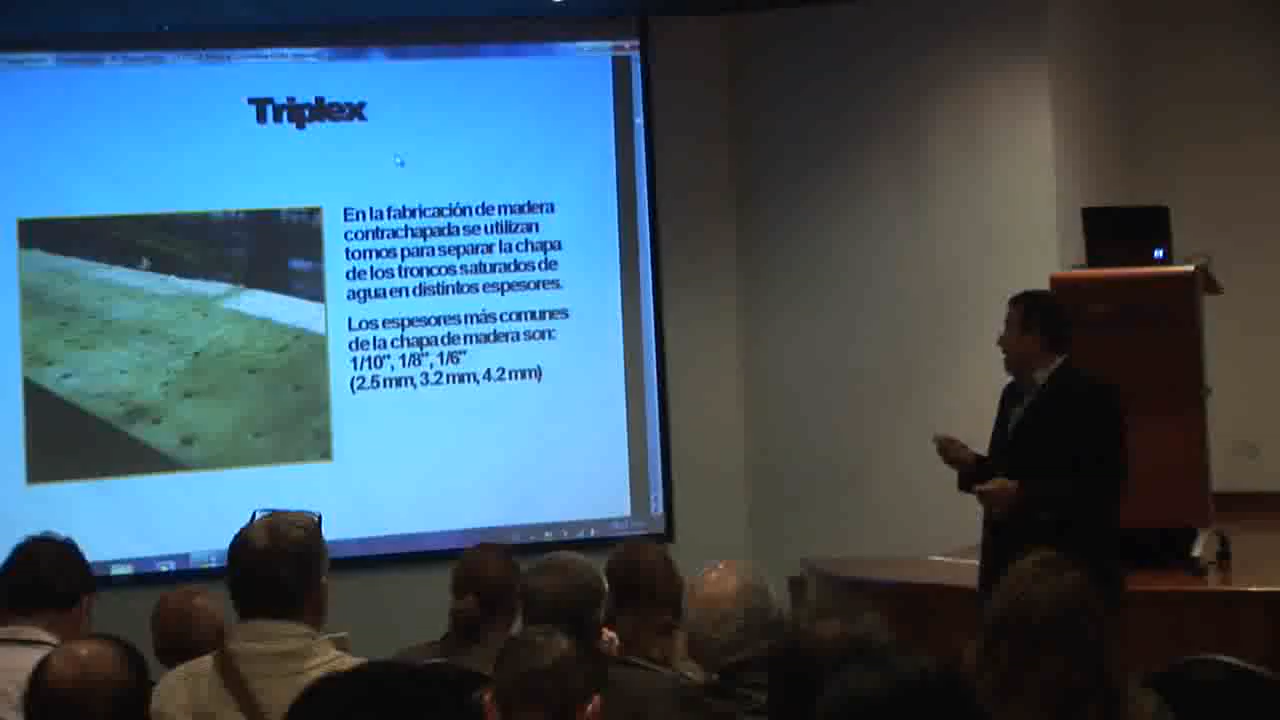 Triplex
En la fabricación de madera
contrachapada se utilizan
tornos para separar la chapa
de los troncos saturados de
agua en distintos espesores.
Los espesores más comunes
de la chapa de madera son:
1/10", 1/8", 1/6"
(2.5 mm, 3.2 mm, 4.2 mm)